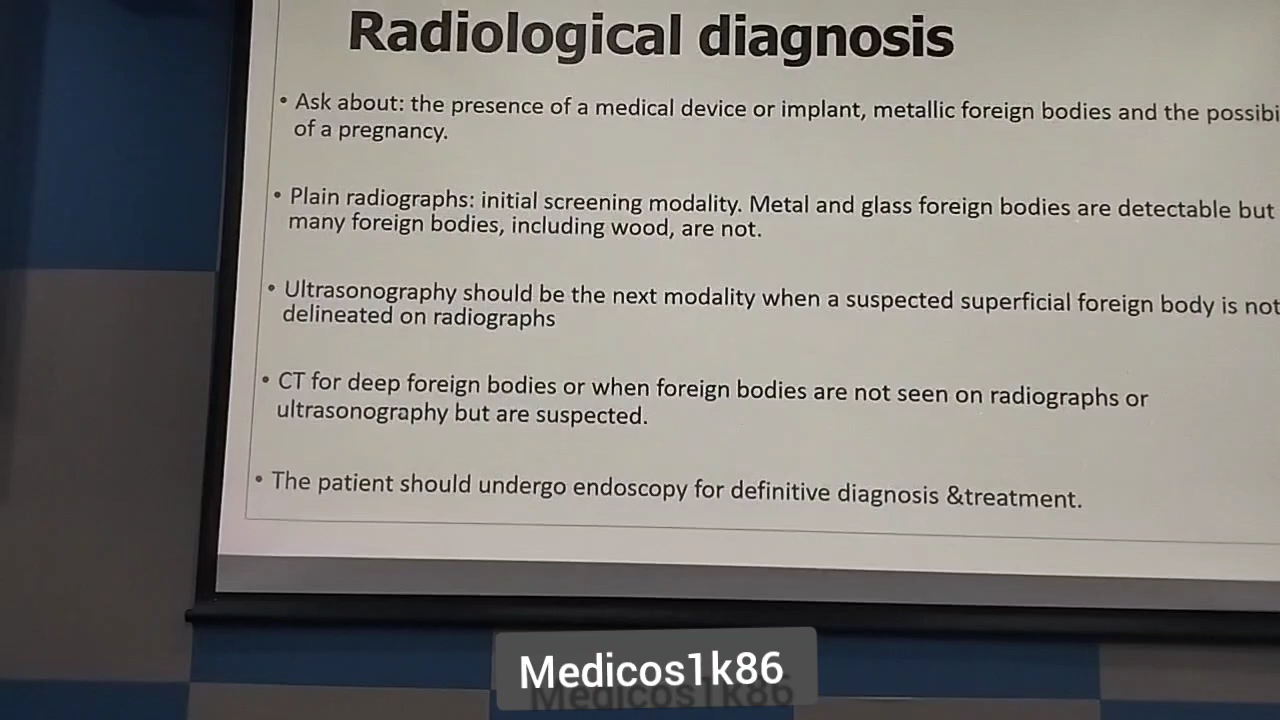 Radiological diagnosis
• Ask about: the presence of a medical device or implant, metallic foreign bodies and the
of a pregnancy.
• Plain radiographs: initial screening modality. Metal and glass foreign bodies are detectable but
many foreign bodies, including wood, are not.
• Ultrasonography should be the next modality when a suspected superficial foreign body is not
delineated on radiographs
• CT for deep foreign bodies or when foreign bodies are not seen on radiographs or
ultrasonography but are suspected.
• The patient should undergo endoscopy for definitive diagnosis &treatment.
Medicos1k86